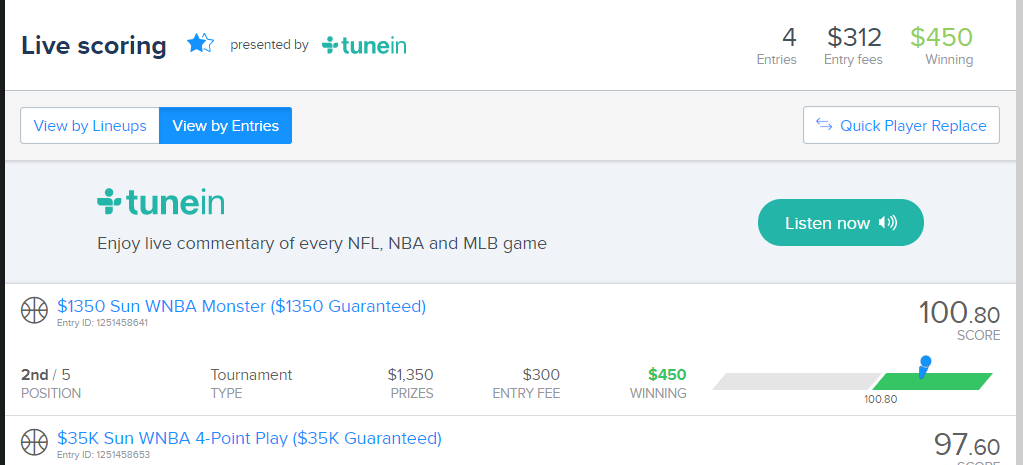 Live scoring presented by tunein
4 $312 $450
Entries Entry fees Winning
View by Lineups View by Entries Quick Player Replace
tunein
Listen now
Enjoy live commentary of every NFL, NBA and MLB game
$1350 Sun WNBA Monster ($1350 Guaranteed) 100.80
Entry ID: 1251458641
SCORE
2nd / 5 Tournament $1,350 $300 $450
POSITION TYPE PRIZES ENTRY FEE WINNING
100.80
$35K Sun WNBA 4-Point Play ($35K Guaranteed) 97.60
Entry ID: 1251458653
SCORE